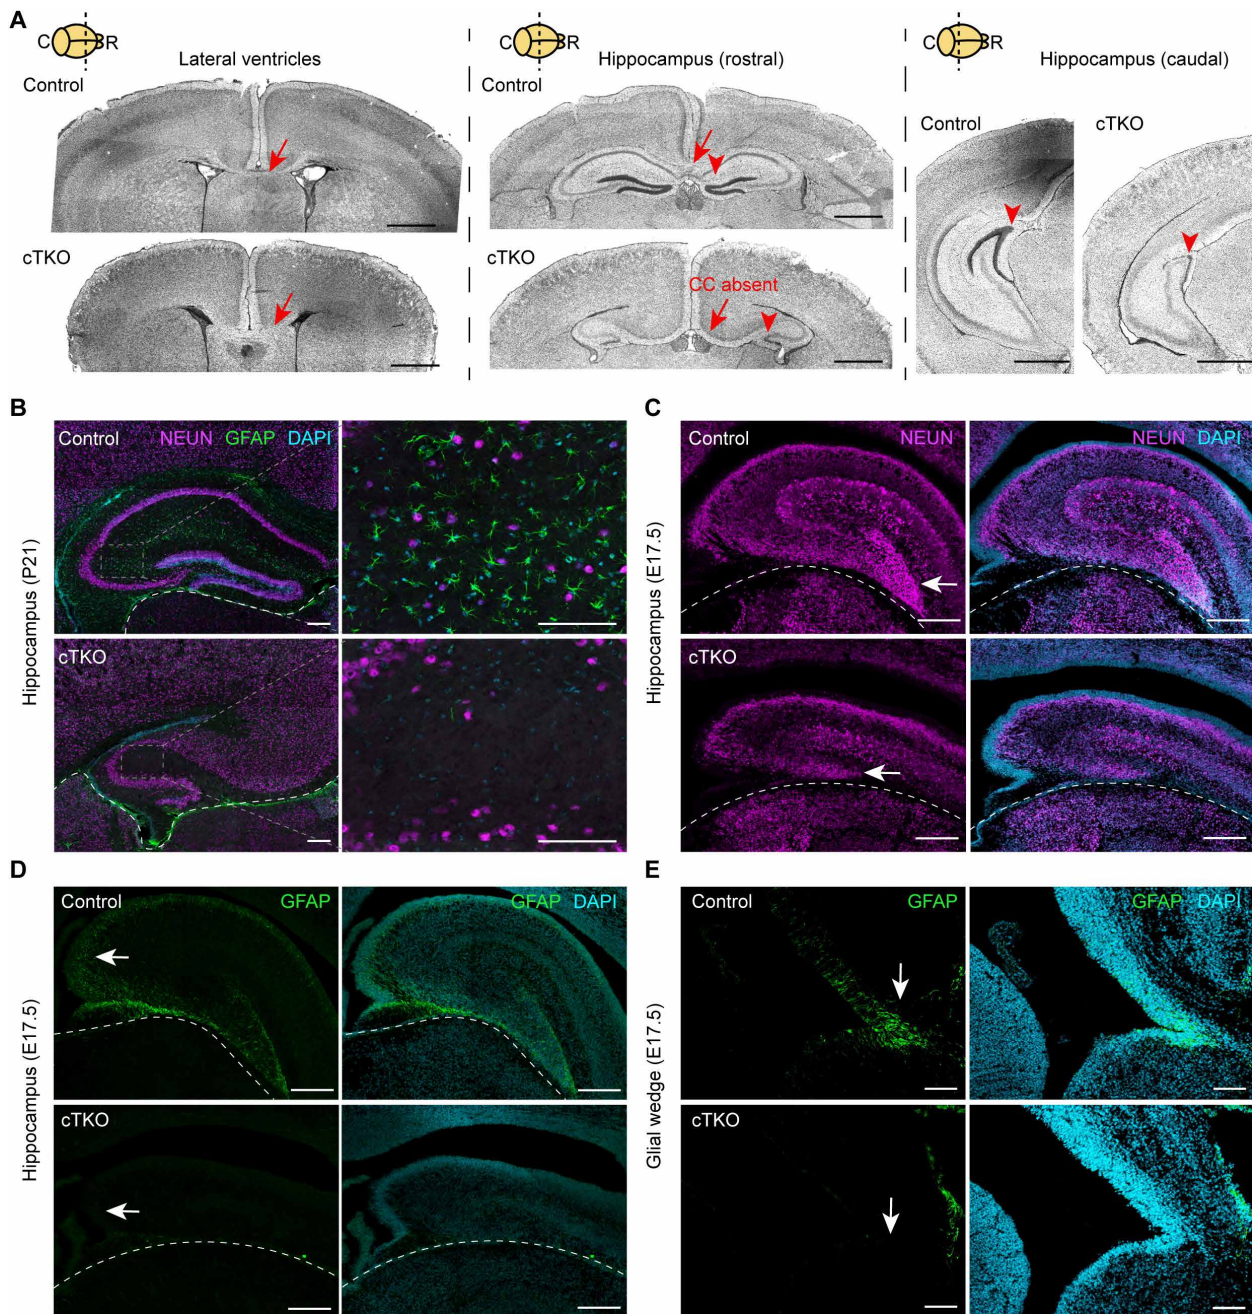 A
C R
Lateral ventricles
Control
cTKO
C R
Hippocampus (rostral)
Control
cTKO
CC absent
C R
Hippocampus (caudal)
Control
cTKO
B
Hippocampus (P21)
Control NEUN GFAP DAPI
cTKO
C
Hippocampus (E17.5)
Control NEUN
NEUN DAPI
cTKO
D
Hippocampus (E17.5)
Control GFAP
GFAP DAPI
cTKO
E
Glial wedge (E17.5)
Control GFAP
GFAP DAPI
cTKO